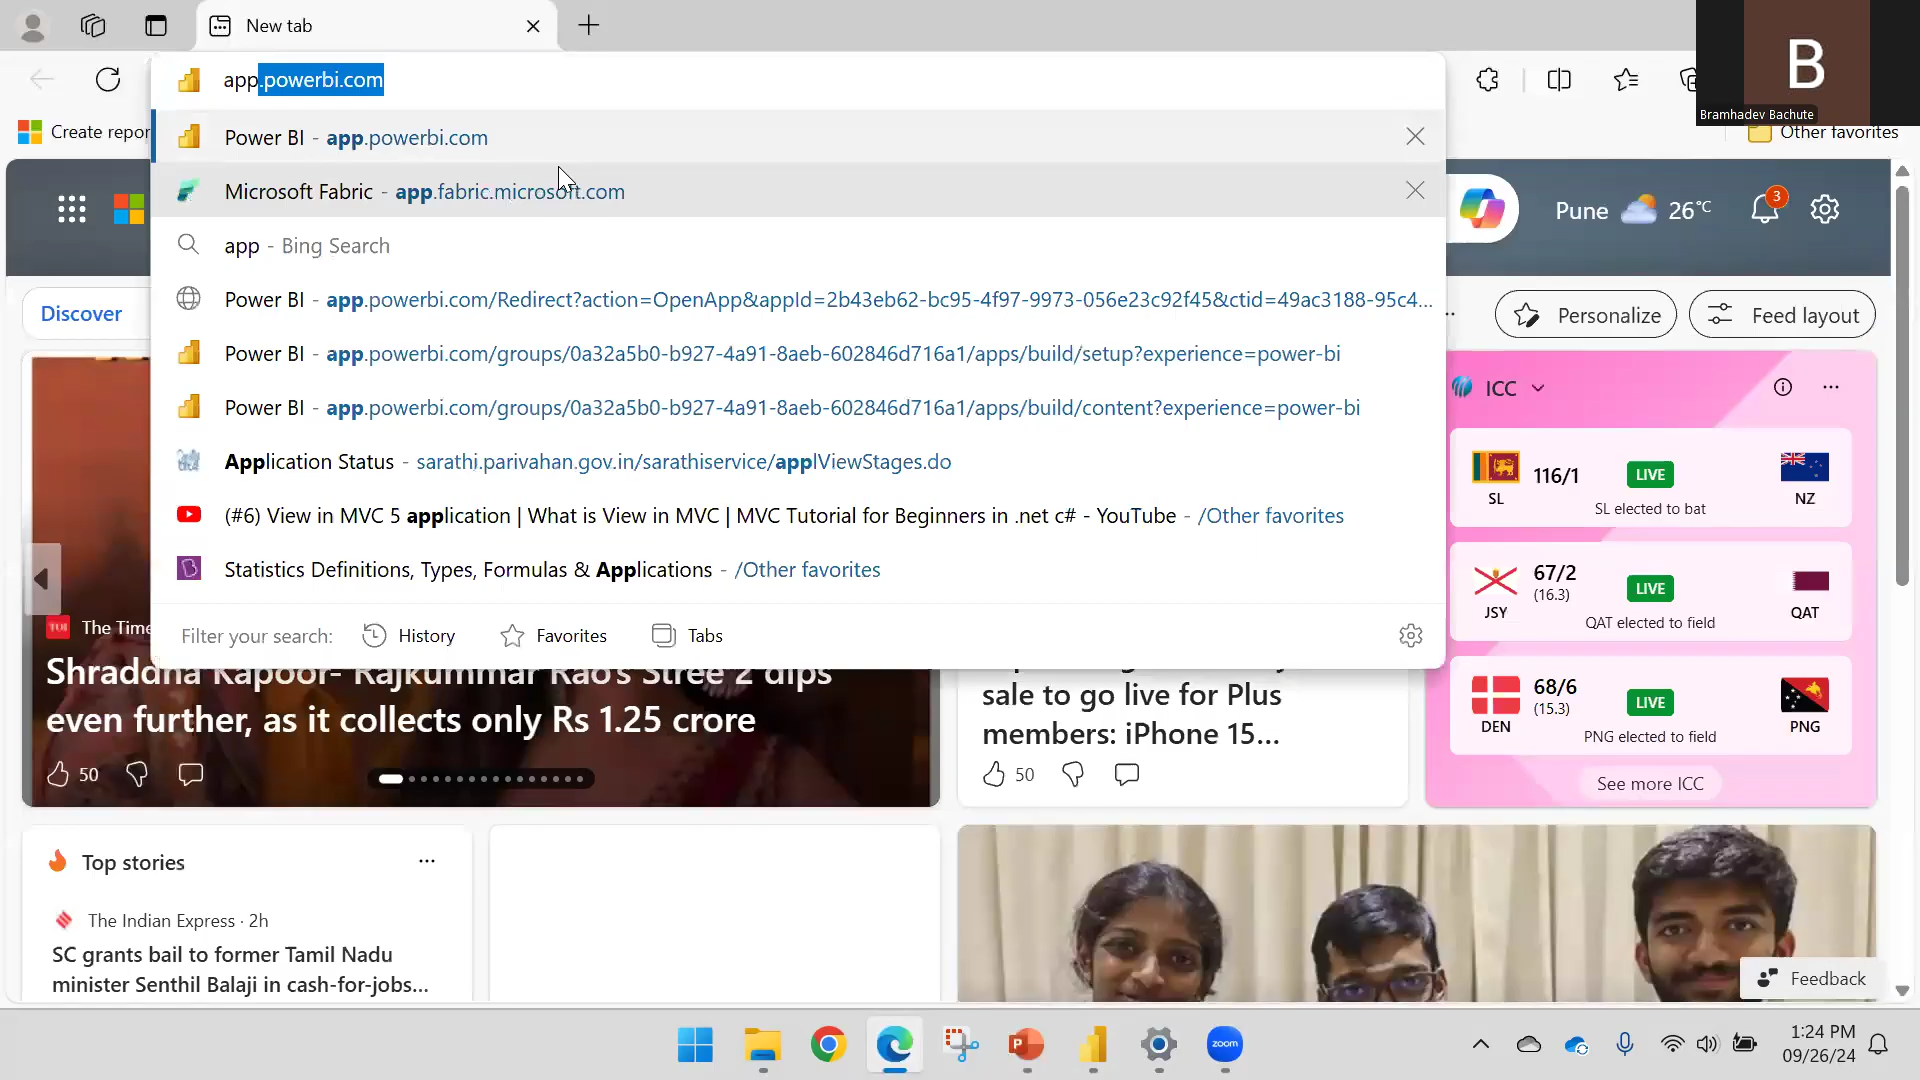 New tab
B
Bramhadev Bachute
app.powerbi.com
Create repor
Other favorites
Power BI - app.powerbi.com
Microsoft Fabric - app.fabric.microsoft.com
app - Bing Search
Power BI - app.powerbi.com/Redirect?action=OpenApp&appId=2b43eb62-bc95-4f97-9973-056e23c92f45&ctid=49ac3188-95c4...
Power BI - app.powerbi.com/groups/0a32a5b0-b927-4a91-8aeb-602846d716a1/apps/build/setup?experience=power-bi
Power BI - app.powerbi.com/groups/0a32a5b0-b927-4a91-8aeb-602846d716a1/apps/build/content?experience=power-bi
Application Status - sarathi.parivahan.gov.in/sarathiservice/applViewStages.do
(#6) View in MVC 5 application | What is View in MVC | MVC Tutorial for Beginners in .net c# - YouTube - /Other favorites
Statistics Definitions, Types, Formulas & Applications - /Other favorites
Filter your search: History Favorites Tabs
Pune 26°C 3
Discover
Personalize Feed layout
ICC
SL 116/1 LIVE NZ
SL elected to bat
67/2
(16.3)
JSY LIVE QAT
QAT elected to field
68/6
(15.3)
DEN LIVE PNG
PNG elected to field
See more ICC
TOI The Time
Shraddha Kapoor- Rajkummar Rao's Stree 2 dips
even further, as it collects only Rs 1.25 crore
50
sale to go live for Plus
members: iPhone 15...
50
Top stories
The Indian Express · 2h
SC grants bail to former Tamil Nadu
minister Senthil Balaji in cash-for-jobs...
Feedback
zoom
1:24 PM
09/26/24